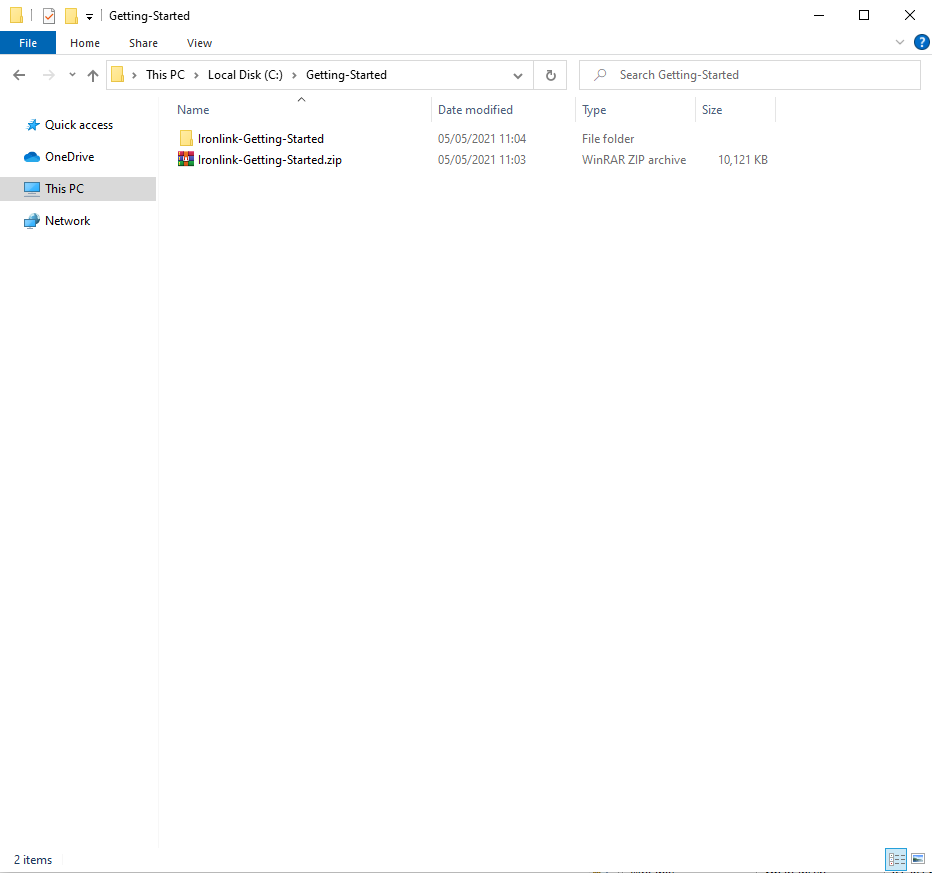 Getting-Started
File Home Share View
This PC Local Disk (C:) Getting-Started Search Getting-Started
Name Date modified Type Size
Quick access
OneDrive
This PC
Network
Ironlink-Getting-Started 05/05/2021 11:04 File folder
Ironlink-Getting-Started.zip 05/05/2021 11:03 WinRAR ZIP archive 10,121 KB
2 items